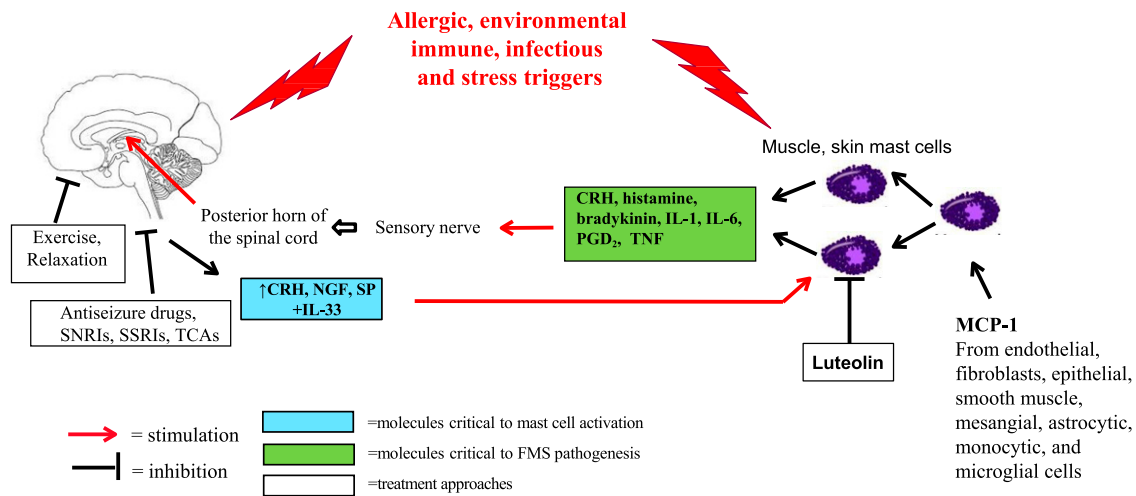 Allergic, environmental
immune, infectious
and stress triggers
Muscle, skin mast cells
CRH, histamine,
bradykinin, IL-1, IL-6,
PGD₂, TNF
Sensory nerve
Posterior horn of
the spinal cord
Exercise,
Relaxation
Antiseizure drugs,
SNRIs, SSRIs, TCAs
↑CRH, NGF, SP
+IL-33
Luteolin
MCP-1
From endothelial,
fibroblasts, epithelial,
smooth muscle,
mesangial, astrocytic,
monocytic, and
microglial cells
= stimulation
= inhibition
=molecules critical to mast cell activation
=molecules critical to FMS pathogenesis
=treatment approaches